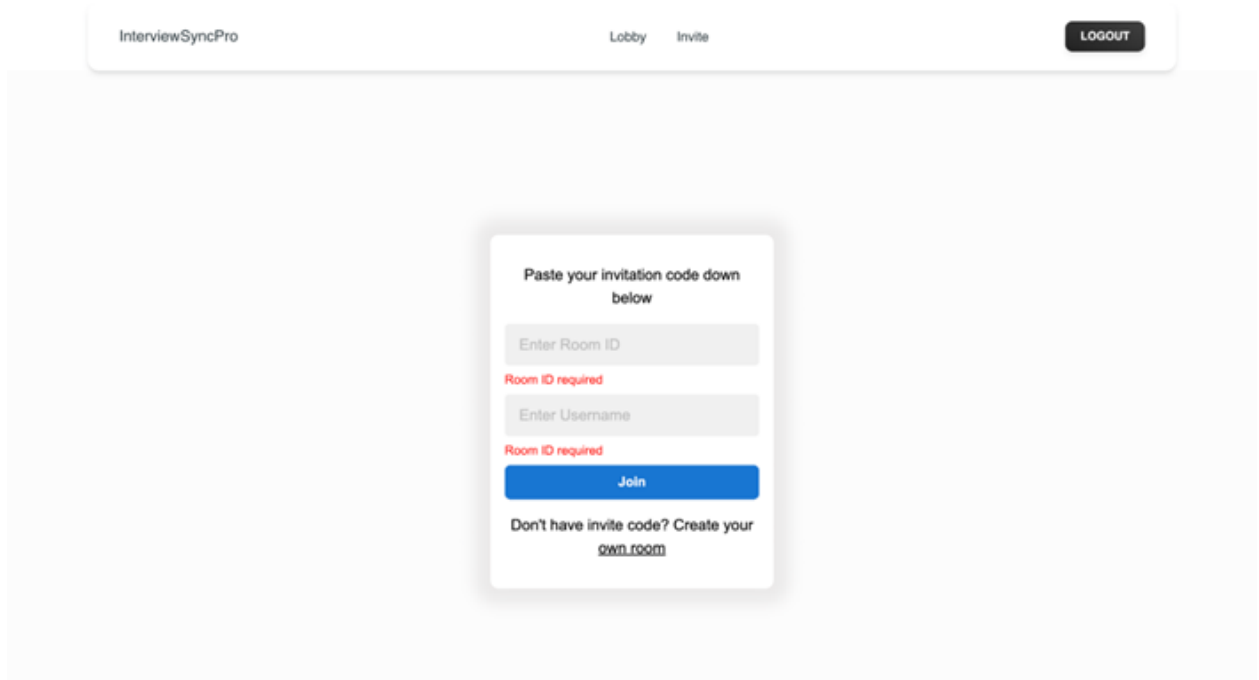 InterviewSyncPro
Lobby
Invite
LOGOUT
Paste your invitation code down
below
Enter Room ID
Room ID required
Enter Username
Room ID required
Join
Don't have invite code? Create your
own room